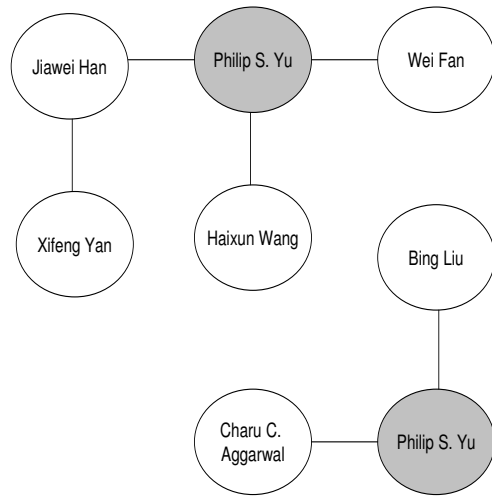 Jiawei Han
Philip S. Yu
Wei Fan
Xifeng Yan
Haixun Wang
Bing Liu
Charu C.
Aggarwal
Philip S. Yu